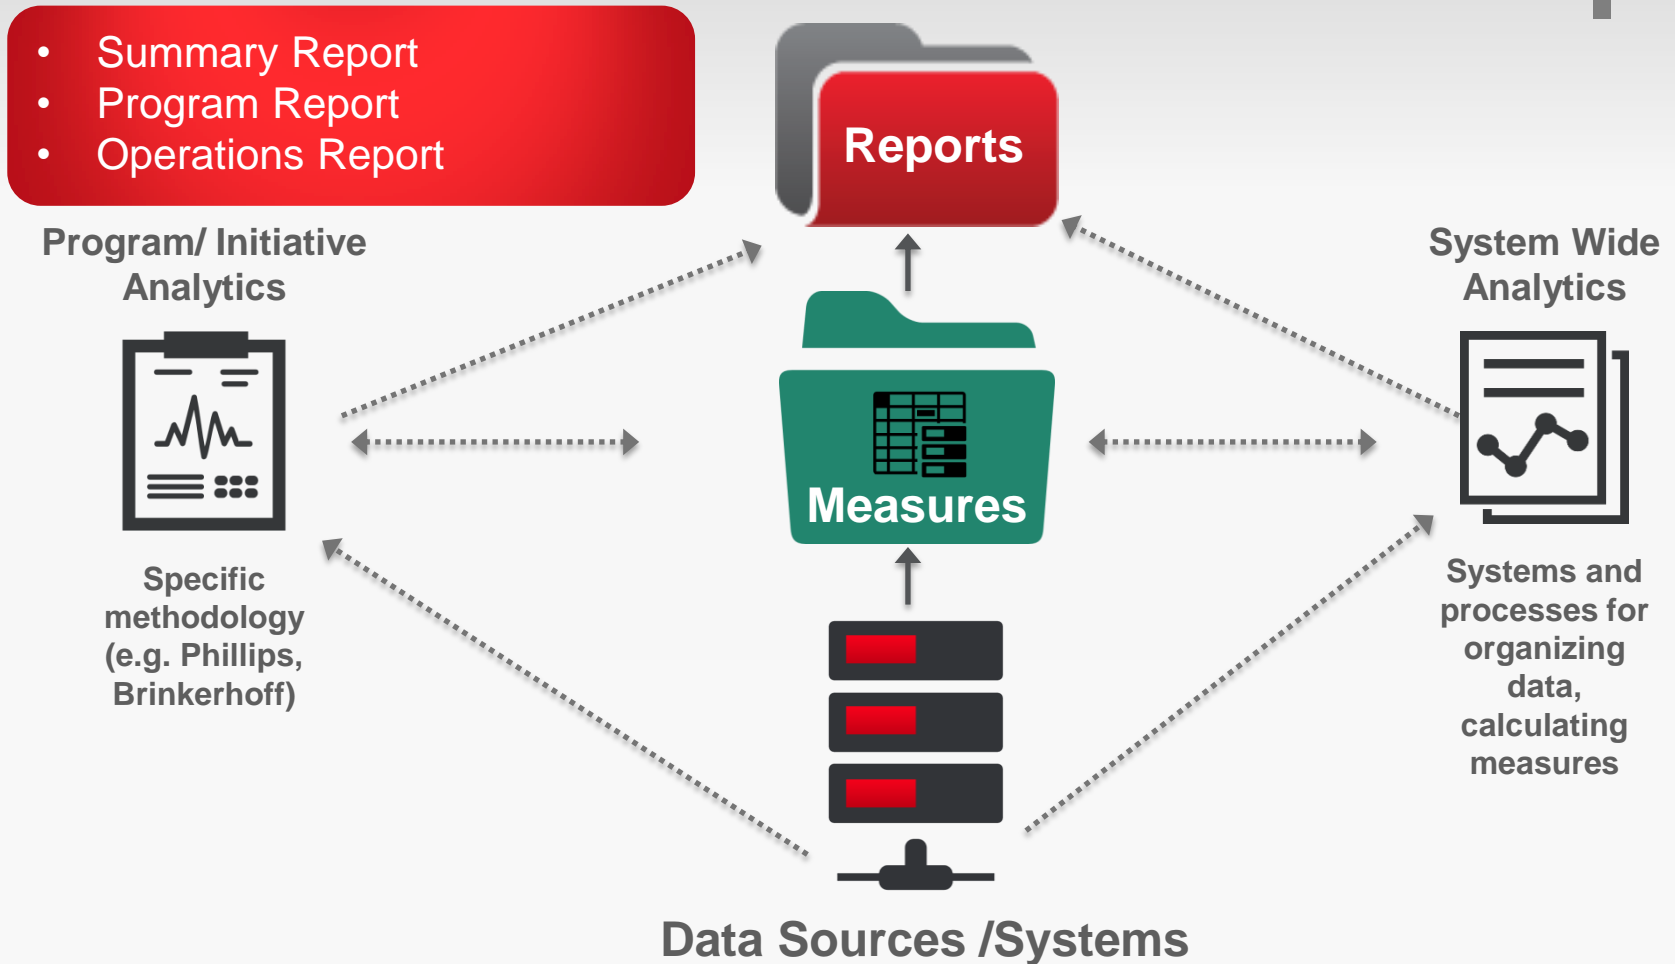 • Summary Report
• Program Report
• Operations Report
Reports
Program/ Initiative
Analytics
System Wide
Analytics
Measures
Specific
methodology
(e.g. Phillips,
Brinkerhoff)
Systems and
processes for
organizing
data,
calculating
measures
Data Sources /Systems